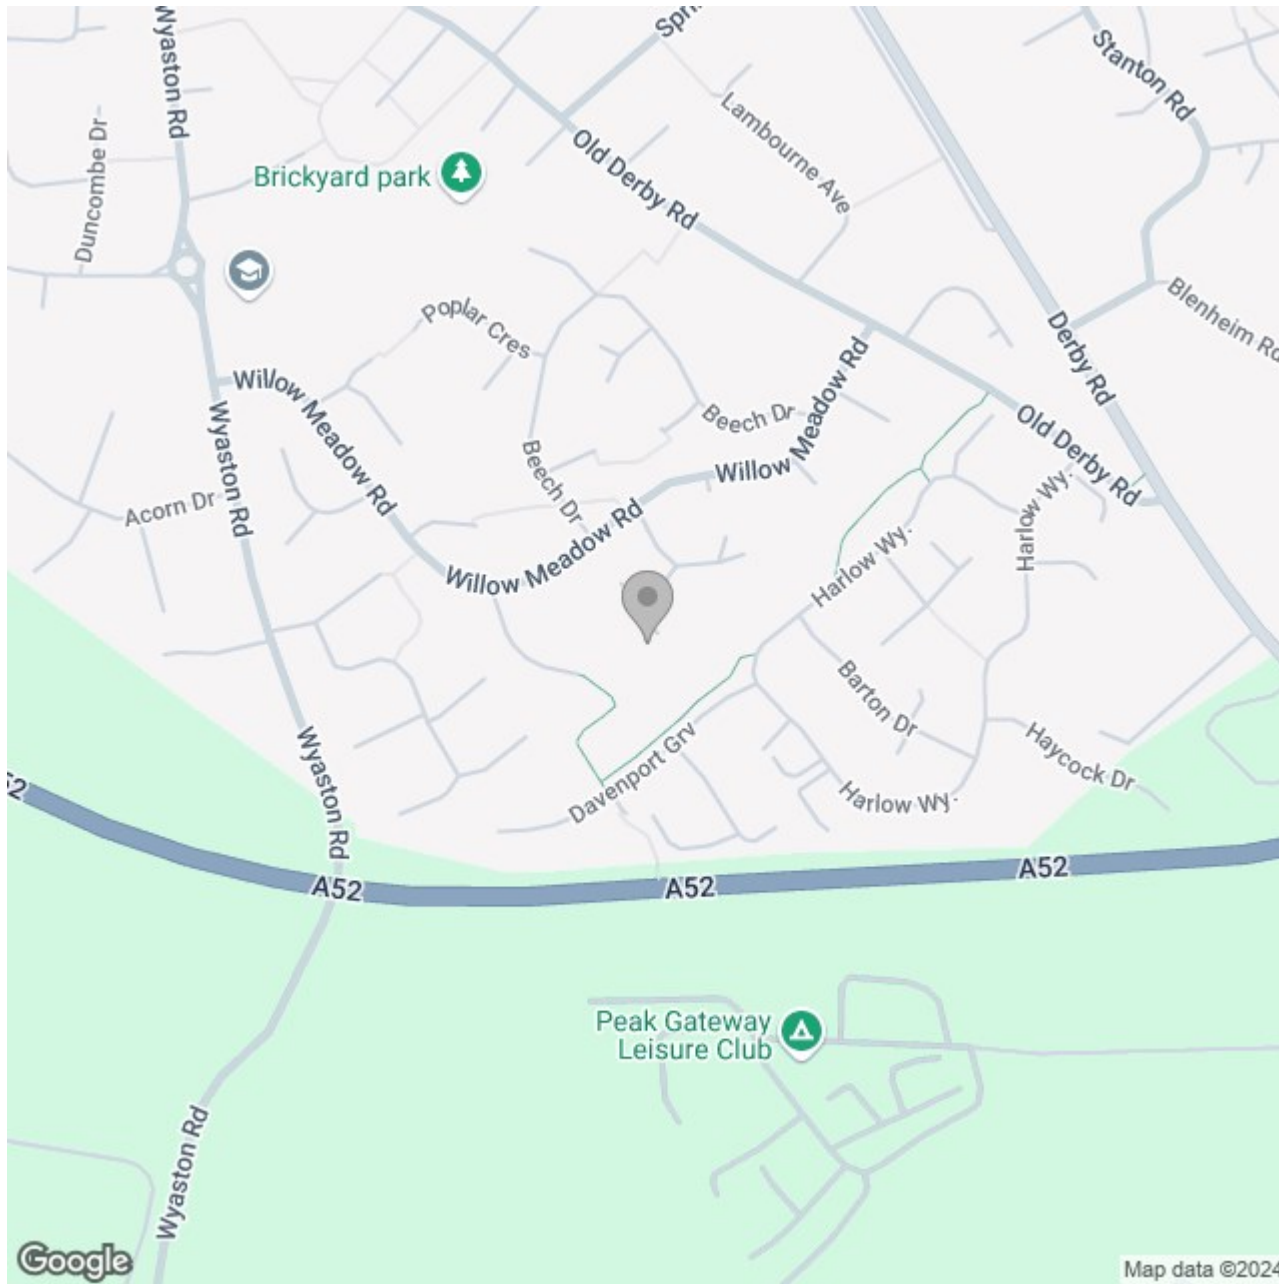 Wyaston Rd
Duncombe Dr
Brickyard park
Old Derby Rd
Lambourne Ave
Stanton Rd
Poplar Cres
Blenheim Rd
Derby Rd
Willow Meadow Rd
Wyaston Rd
Beech Dr
Willow Meadow Rd
Old Derby Rd
Acorn Dr
Beech Dr
Willow Meadow Rd
Harlow Wy.
Harlow Wy.
Barton Dr
Wyaston Rd
Davenport Grv
Haycock Dr
Harlow Wy.
A52
A52
A52
Peak Gateway
Leisure Club
Wyaston Rd
Google
Map data ©2024